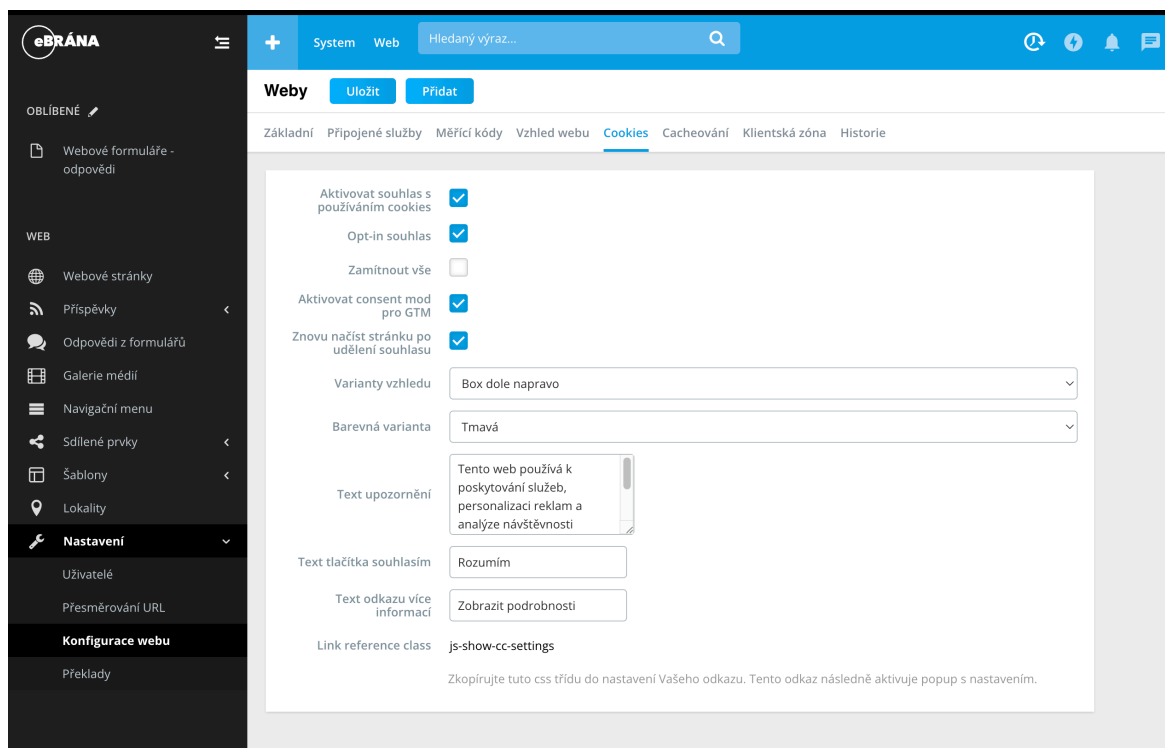 eBRÁNA
System Web Hledaný výraz...
Weby Uložit Přidat
OBLÍBENÉ
Webové formuláře -
odpovědi
WEB
Webové stránky
Příspěvky
Odpovědi z formulářů
Galerie médií
Navigační menu
Sdílené prvky
Šablony
Lokality
Nastavení
Uživatelé
Přesměrování URL
Konfigurace webu
Překlady
Základní Připojené služby Měřící kódy Vzhled webu Cookies Cacheování Klientská zóna Historie
Aktivovat souhlas s
používáním cookies
Opt-in souhlas
Zamítnout vše
Aktivovat consent mod
pro GTM
Znovu načíst stránku po
udělení souhlasu
Varianty vzhledu Box dole napravo
Barevná varianta Tmavá
Text upozornění
Tento web používá k
poskytování služeb,
personalizaci reklam a
analýze návštěvnosti
Text tlačítka souhlasím Rozumím
Text odkazu více
informací
Zobrazit podrobnosti
Link reference class js-show-cc-settings
Zkopírujte tuto css třídu do nastavení Vašeho odkazu. Tento odkaz následně aktivuje popup s nastavením.